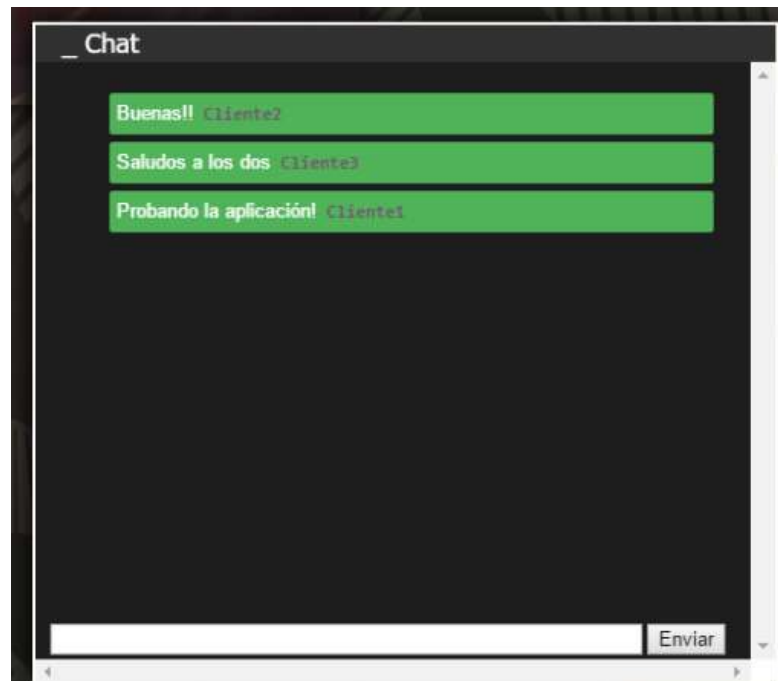 _ Chat
Buenas!! Cliente2
Saludos a los dos Cliente3
Probando la aplicación! Cliente1
Enviar